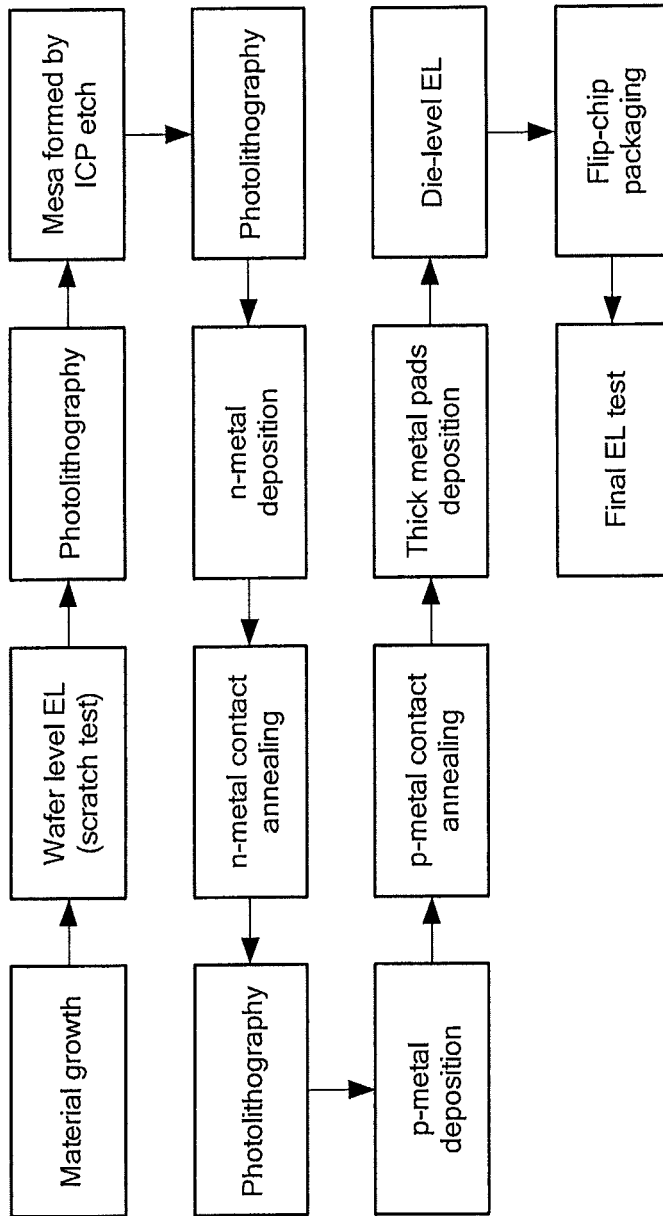 Material growth
Wafer level EL
(scratch test)
Photolithography
Mesa formed by
ICP etch
Photolithography
n-metal
deposition
n-metal contact
annealing
Photolithography
p-metal
deposition
p-metal contact
annealing
Thick metal pads
deposition
Die-level EL
Flip-chip
packaging
Final EL test